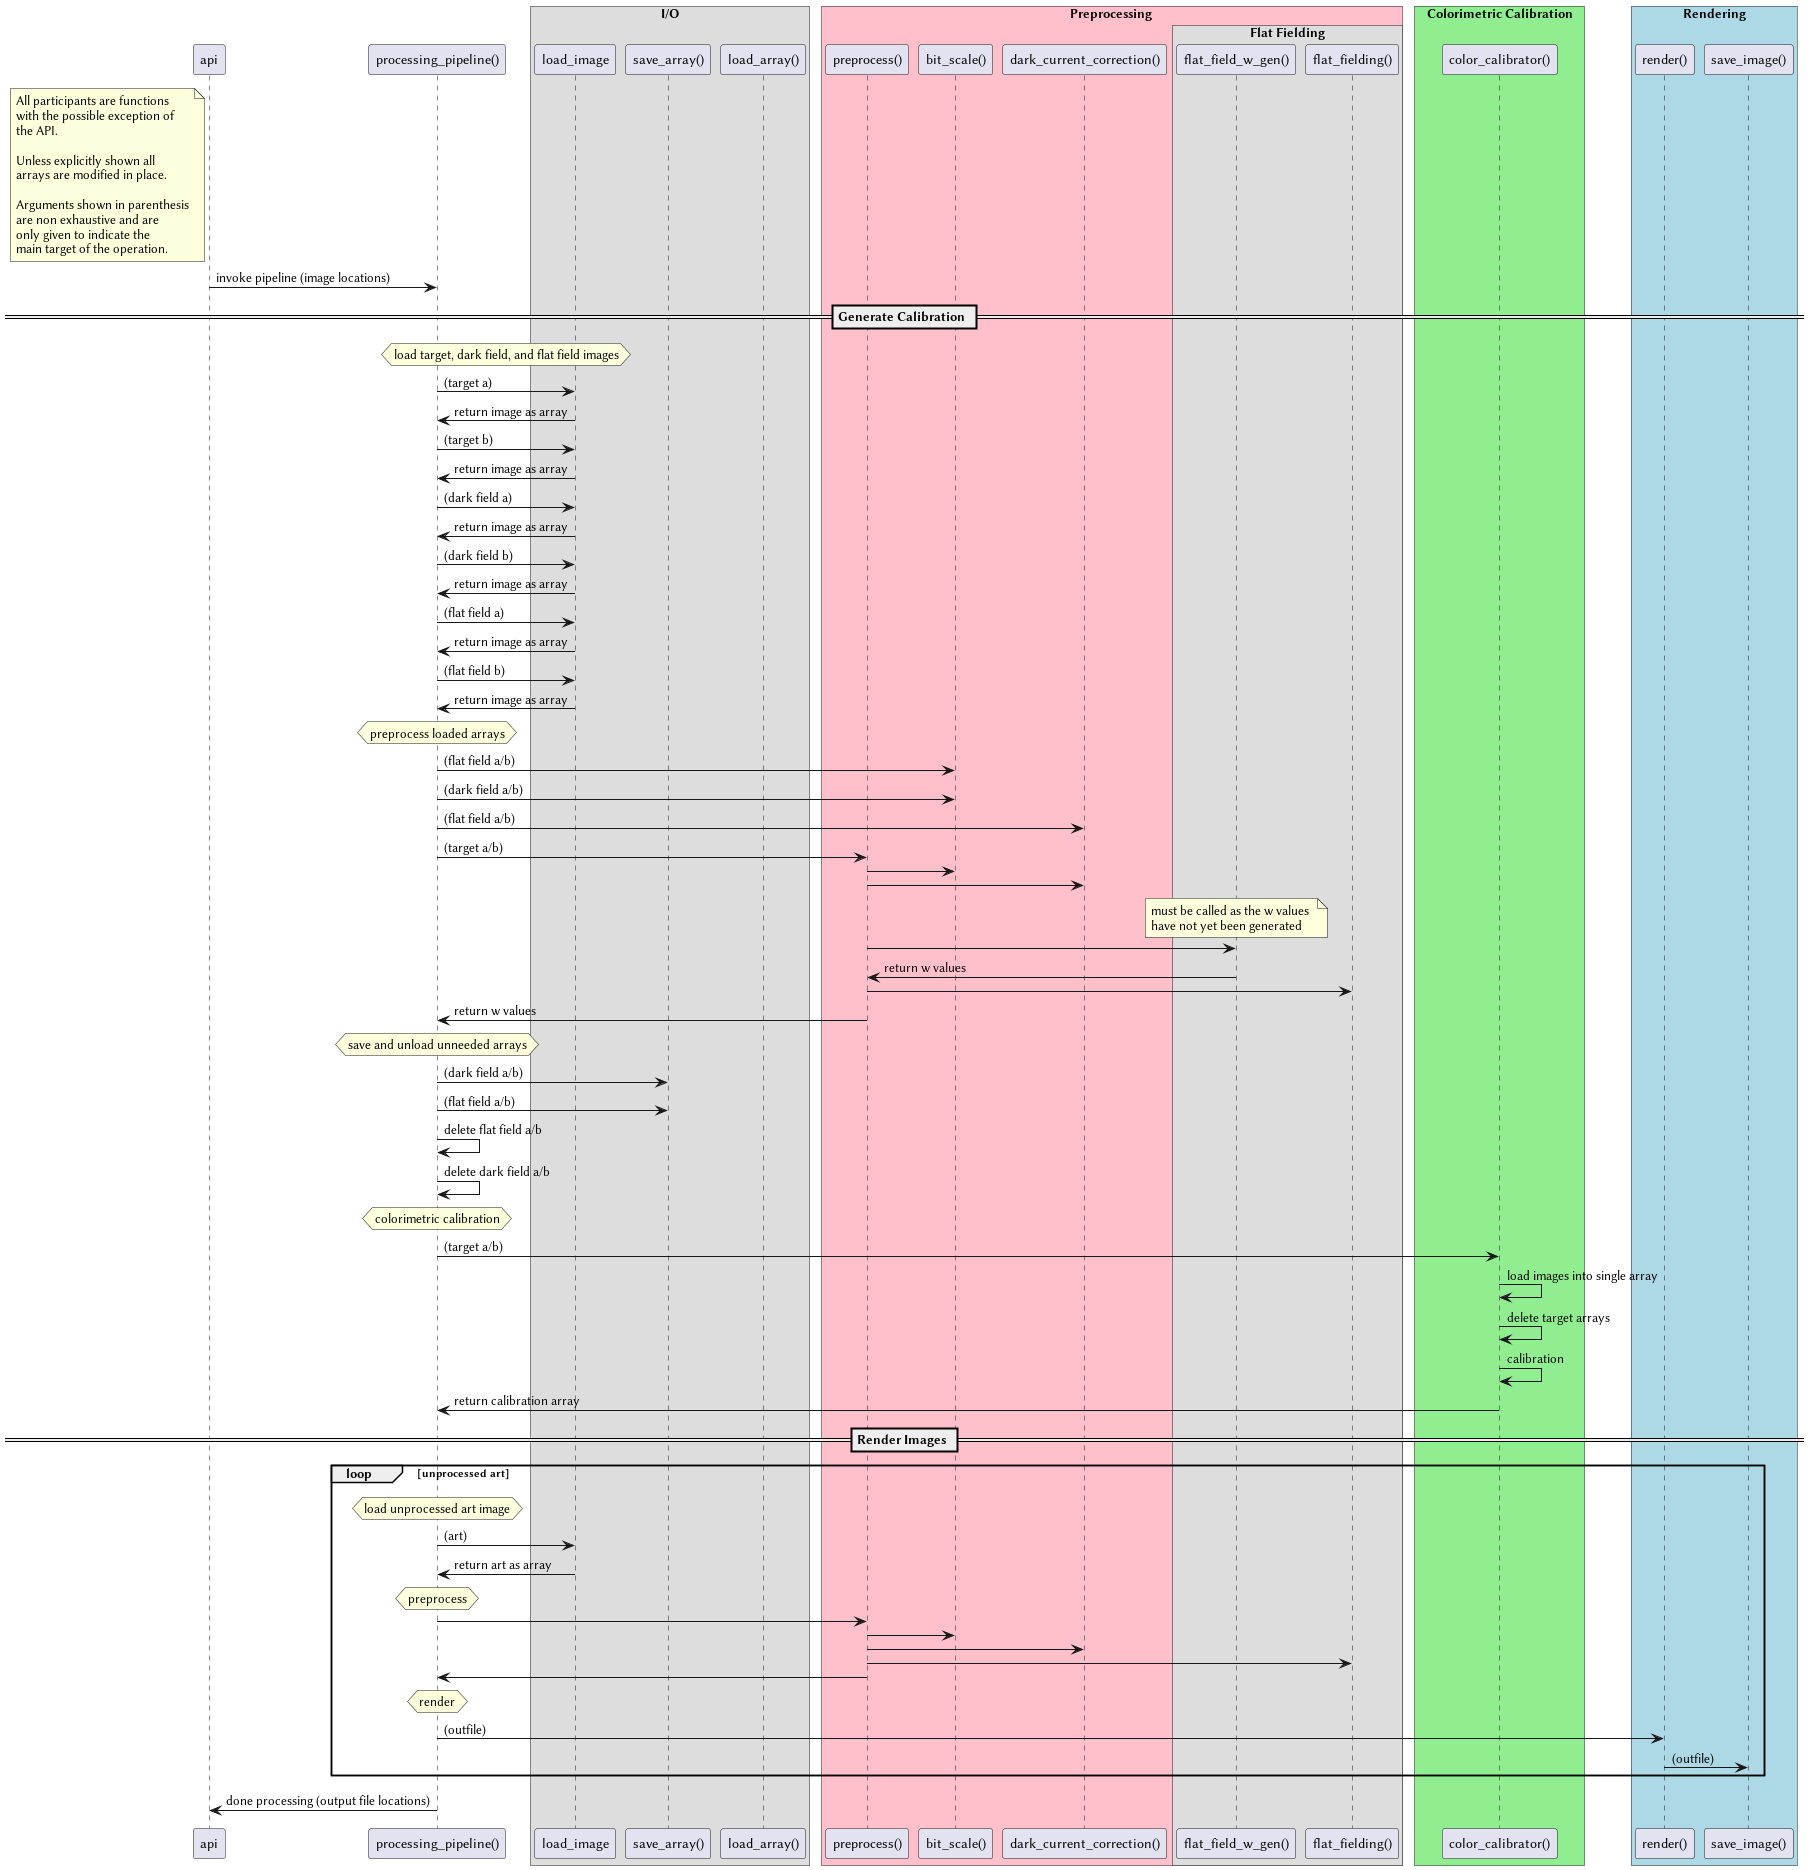 I/O
Preprocessing
Colorimetric Calibration
Rendering
Flat Fielding
api
processing_pipeline()
load_image
save_array()
load_array()
preprocess()
bit_scale()
dark_current_correction()
flat_field_w_gen()
flat_fielding()
color_calibrator()
render()
save_image()
All participants are functions
with the possible exception of
the API.
Unless explicitly shown all
arrays are modified in place.
Arguments shown in parenthesis
are non exhaustive and are
only given to indicate the
main target of the operation.
invoke pipeline (image locations)
Generate Calibration
load target, dark field, and flat field images
(target a)
return image as array
(target b)
return image as array
(dark field a)
return image as array
(dark field b)
return image as array
(flat field a)
return image as array
(flat field b)
return image as array
preprocess loaded arrays
(flat field a/b)
(dark field a/b)
(flat field a/b)
(target a/b)
must be called as the w values
have not yet been generated
return w values
return w values
save and unload unneeded arrays
(dark field a/b)
(flat field a/b)
delete flat field a/b
delete dark field a/b
colorimetric calibration
(target a/b)
load images into single array
delete target arrays
calibration
return calibration array
Render Images
loop
[unprocessed art]
load unprocessed art image
(art)
return art as array
preprocess
render
(outfile)
(outfile)
done processing (output file locations)
api
processing_pipeline()
load_image
save_array()
load_array()
preprocess()
bit_scale()
dark_current_correction()
flat_field_w_gen()
flat_fielding()
color_calibrator()
render()
save_image()